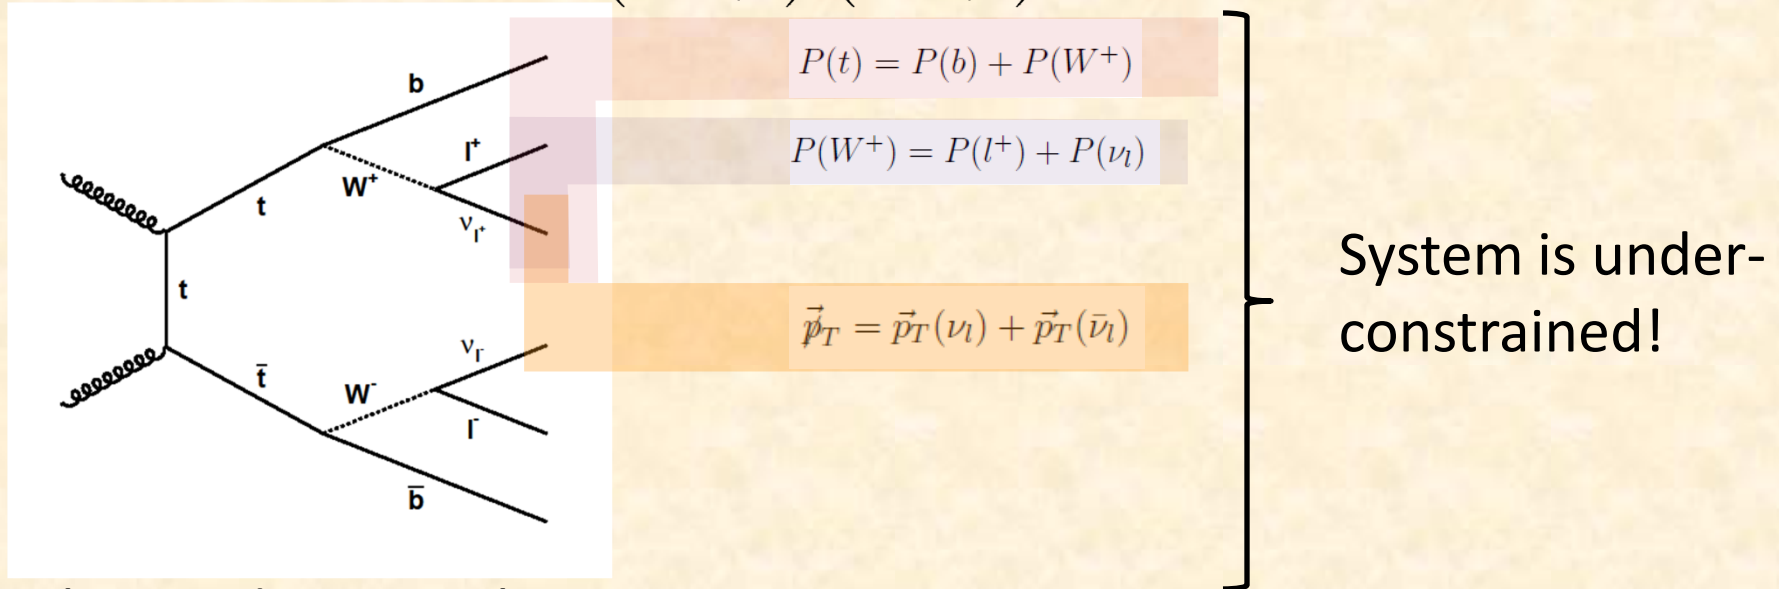 b
P(t) = P(b) + P(W⁺)
l⁺
W⁺
P(W⁺) = P(l⁺) + P(ν_l)
t
ν_l⁺
t
p̸⃗_T = p⃗_T(ν_l) + p⃗_T(ν̄_l)
ν_l⁻
t̄
W⁻
l⁻
b̄
System is under-
constrained!